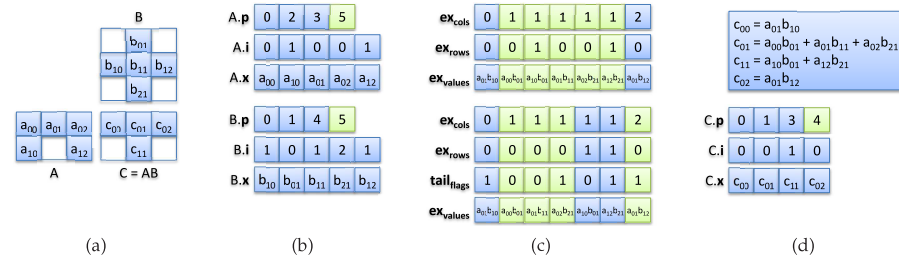 B
b01
b10 b11 b12
b21
a00 a01 a02 c00 c01 c02
a10 a12 c11
A C = AB
(a)
A.p 0 2 3 5
A.i 0 1 0 0 1
A.x a00 a10 a01 a02 a12
B.p 0 1 4 5
B.i 1 0 1 2 1
B.x b10 b01 b11 b21 b12
(b)
excols 0 1 1 1 1 1 2
exrows 0 0 1 0 0 1 0
exvalues a01b10 a00b01 a10b01 a01b11 a02b21 a12b21 a01b12
excols 0 1 1 1 1 1 2
exrows 0 0 0 0 1 1 0
tailflags 1 0 0 1 0 1 1
exvalues a01b10 a00b01 a01b11 a02b21 a10b01 a12b21 a01b12
(c)
c00 = a01b10
c01 = a00b01 + a01b11 + a02b21
c11 = a10b01 + a12b21
c02 = a01b12
C.p 0 1 3 4
C.i 0 0 1 0
C.x c00 c01 c11 c02
(d)